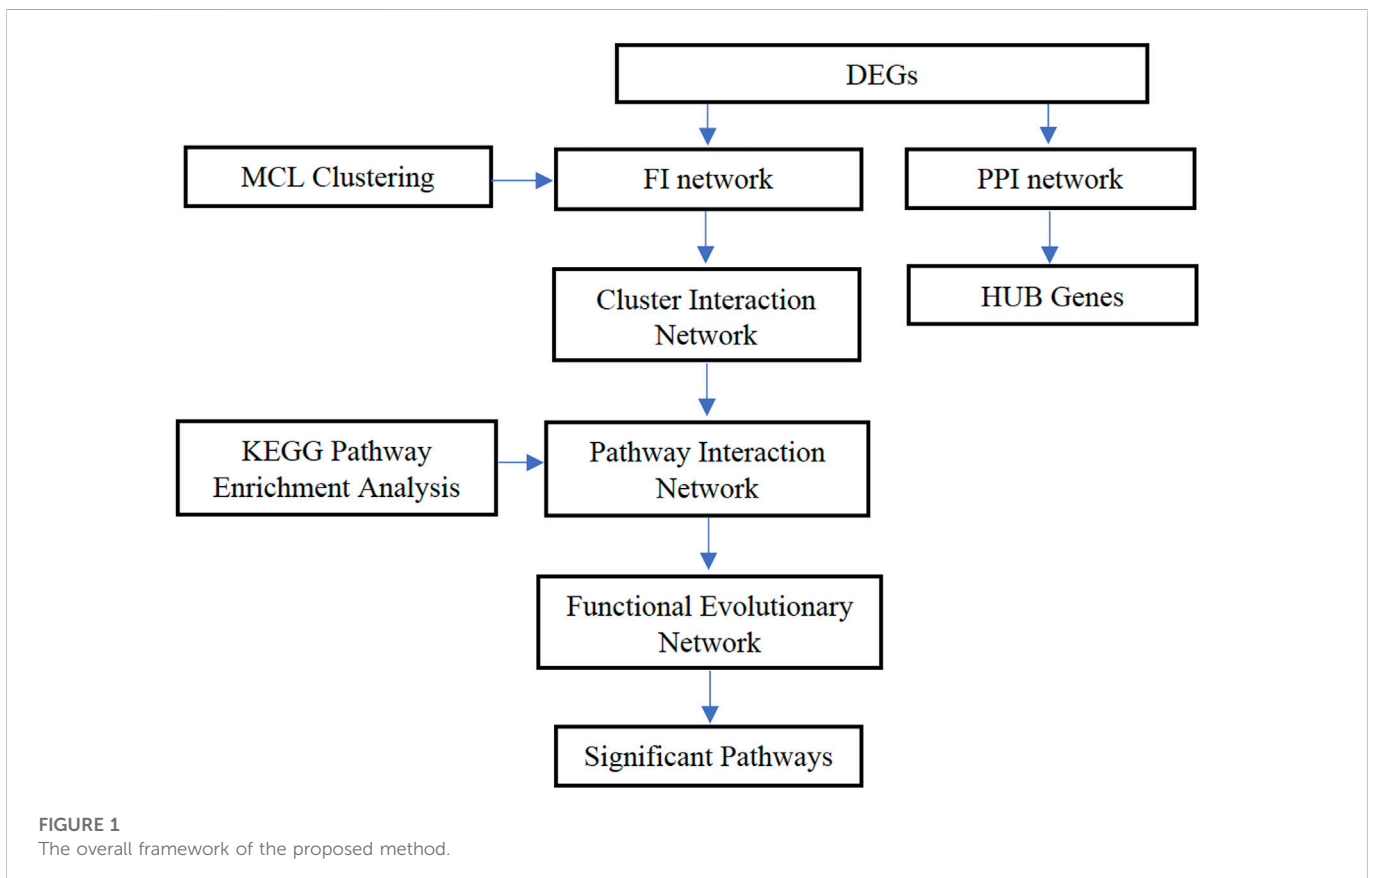 DEGs
MCL Clustering
FI network
PPI network
Cluster Interaction
Network
HUB Genes
KEGG Pathway
Enrichment Analysis
Pathway Interaction
Network
Functional Evolutionary
Network
Significant Pathways
FIGURE 1
The overall framework of the proposed method.